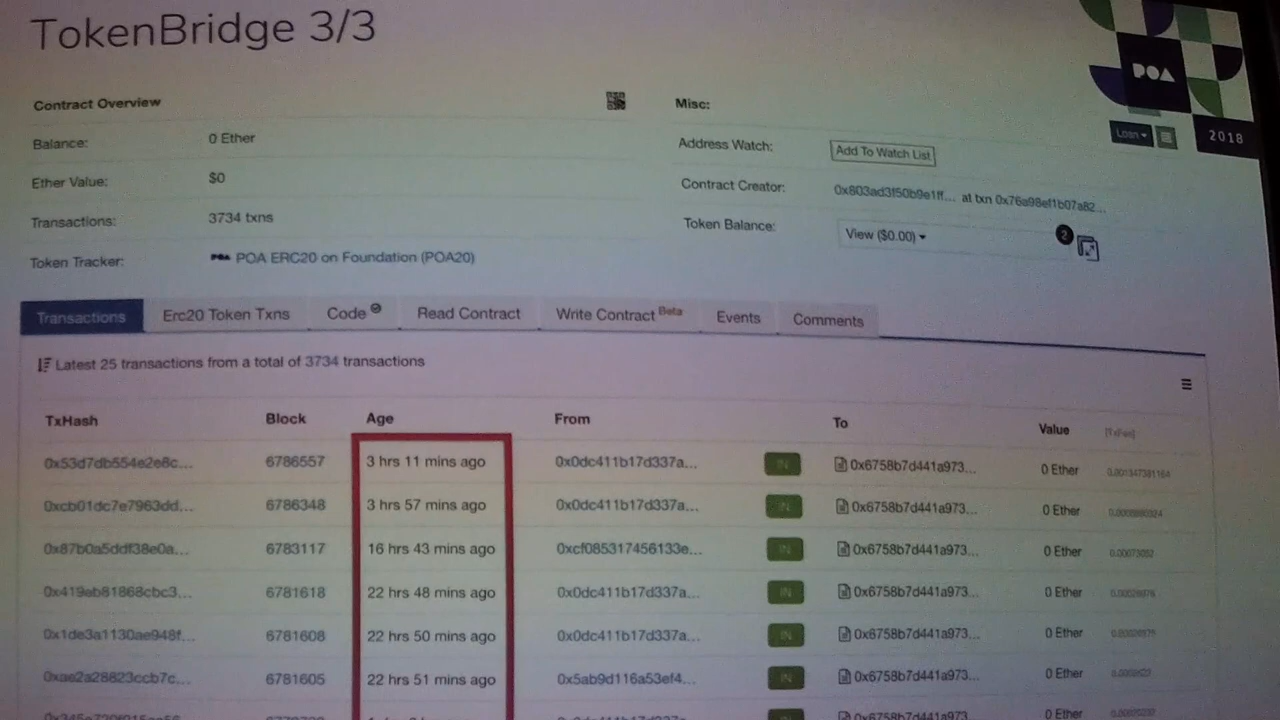 TokenBridge 3/3
POA
2018
Contract Overview
Misc:
Balance: 0 Ether
Address Watch: Add To Watch List
Ether Value: $0
Contract Creator: 0x803ad3f50b9e1ff... at txn 0x76a98ef1b07a82...
Transactions: 3734 txns
Token Balance: View ($0.00)
2
Token Tracker: POA ERC20 on Foundation (POA20)
Transactions Erc20 Token Txns Code Read Contract Write Contract Beta Events Comments
Latest 25 transactions from a total of 3734 transactions
TxHash Block Age From To Value [TxFee]
0x53d7db554e2e8c... 6786557 3 hrs 11 mins ago 0x0dc411b17d337a... IN 0x6758b7d441a973... 0 Ether
0xcb01dc7e7963dd... 6786348 3 hrs 57 mins ago 0x0dc411b17d337a... IN 0x6758b7d441a973... 0 Ether
0x87b0a5ddf38e0a... 6783117 16 hrs 43 mins ago 0xcf085317456133e... IN 0x6758b7d441a973... 0 Ether
0x419eb81868cbc3... 6781618 22 hrs 48 mins ago 0x0dc411b17d337a... IN 0x6758b7d441a973... 0 Ether
0x1de3a1130ae948f... 6781608 22 hrs 50 mins ago 0x0dc411b17d337a... IN 0x6758b7d441a973... 0 Ether
0xae2a28823ccb7c... 6781605 22 hrs 51 mins ago 0x5ab9d116a53ef4... IN 0x6758b7d441a973... 0 Ether